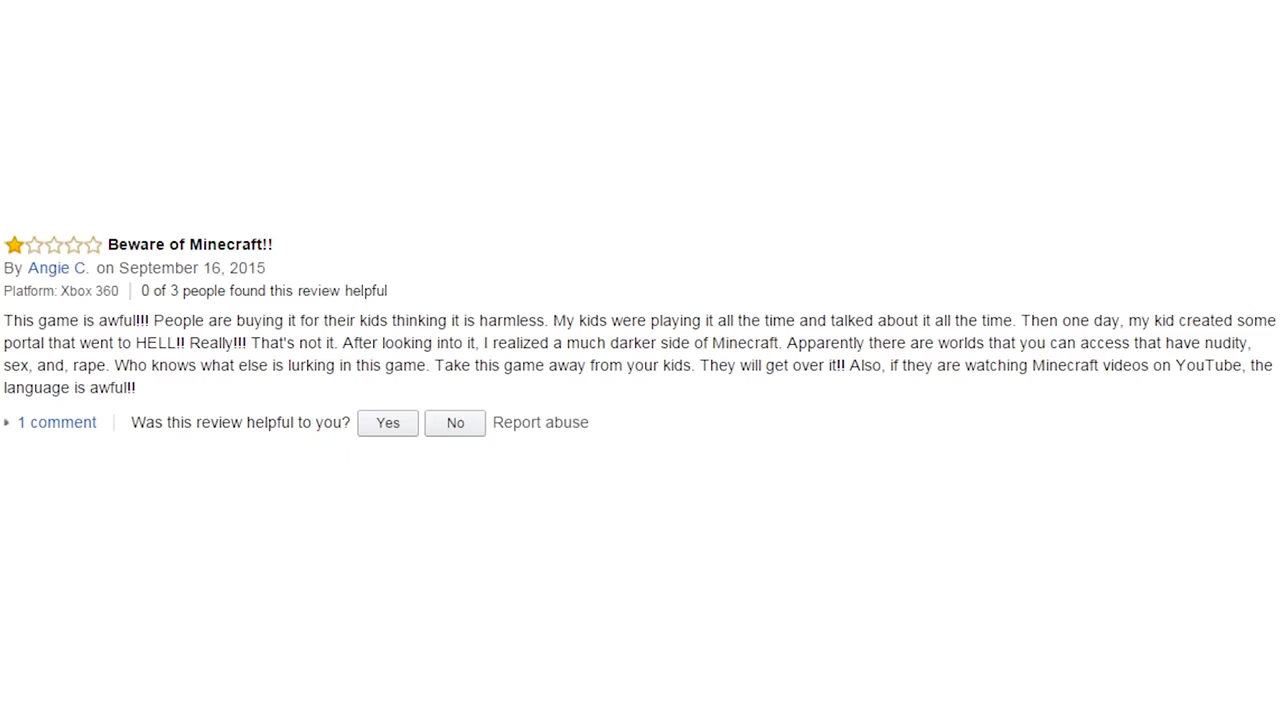 Beware of Minecraft!!
By Angie C. on September 16, 2015
Platform: Xbox 360 | 0 of 3 people found this review helpful
This game is awful!!! People are buying it for their kids thinking it is harmless. My kids were playing it all the time and talked about it all the time. Then one day, my kid created some
portal that went to HELL!! Really!!! That's not it. After looking into it, I realized a much darker side of Minecraft. Apparently there are worlds that you can access that have nudity,
sex, and, rape. Who knows what else is lurking in this game. Take this game away from your kids. They will get over it!! Also, if they are watching Minecraft videos on YouTube, the
language is awful!!
1 comment | Was this review helpful to you? Yes No Report abuse